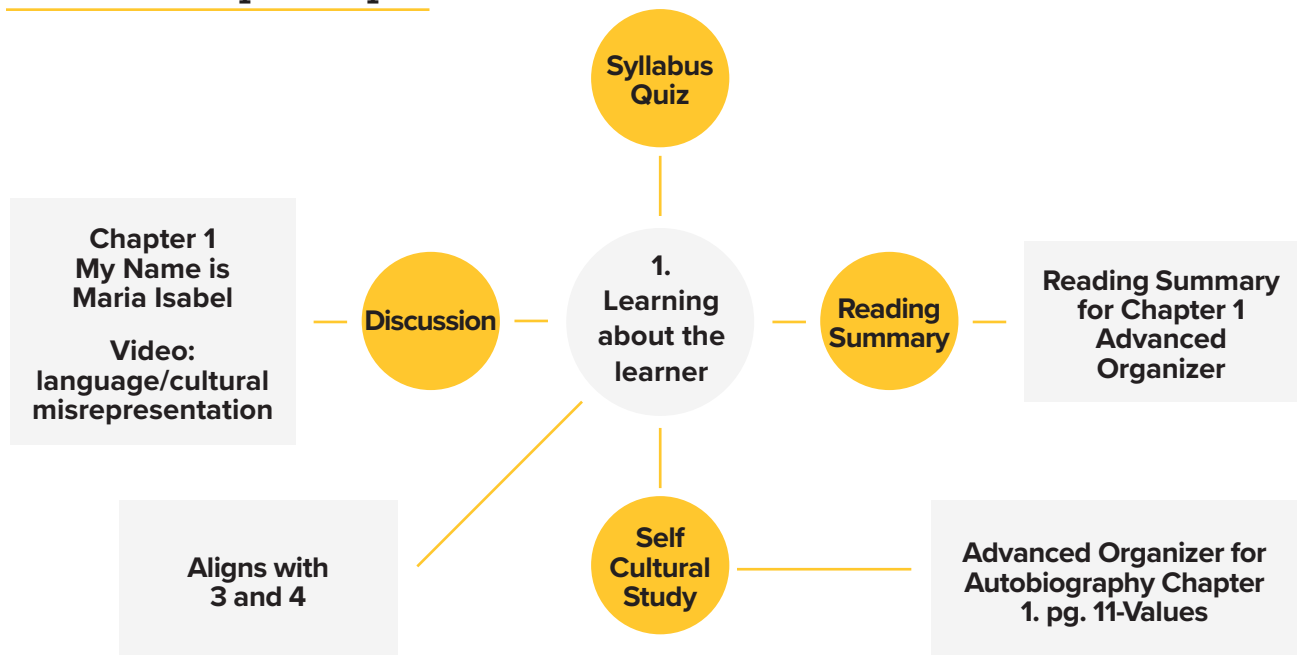 Syllabus
Quiz
Chapter 1
My Name is
Maria Isabel
Video:
language/cultural
misrepresentation
Discussion
1.
Learning
about the
learner
Reading
Summary
Reading Summary
for Chapter 1
Advanced
Organizer
Aligns with
3 and 4
Self
Cultural
Study
Advanced Organizer for
Autobiography Chapter
1. pg. 11-Values